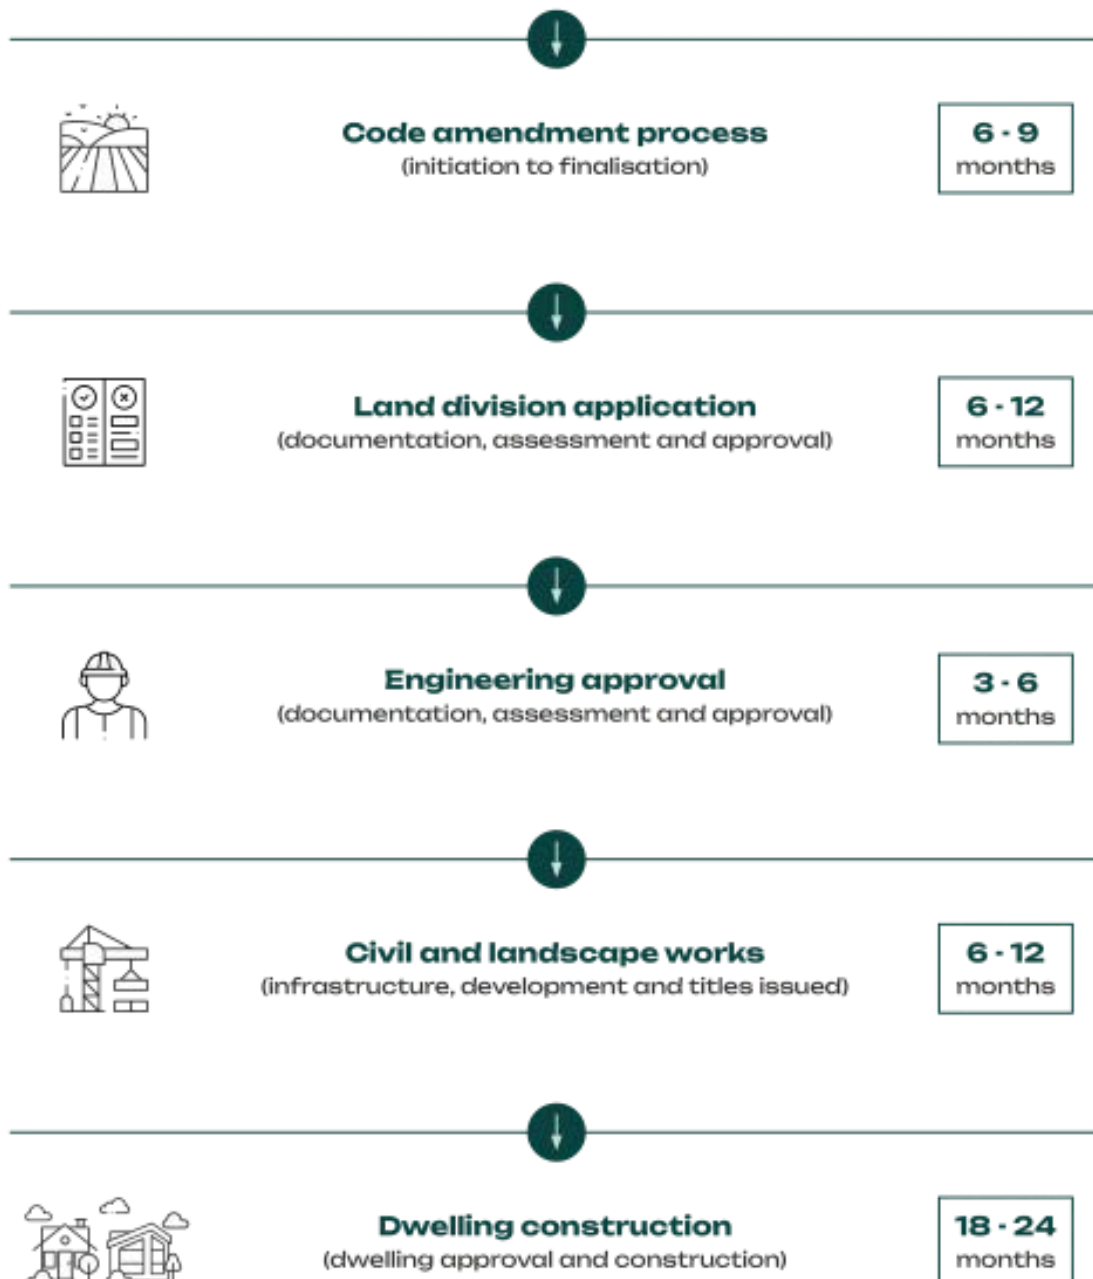 Code amendment process
(initiation to finalisation)
6 - 9
months
Land division application
(documentation, assessment and approval)
6 - 12
months
Engineering approval
(documentation, assessment and approval)
3 - 6
months
Civil and landscape works
(infrastructure, development and titles issued)
6 - 12
months
Dwelling construction
(dwelling approval and construction)
18 - 24
months